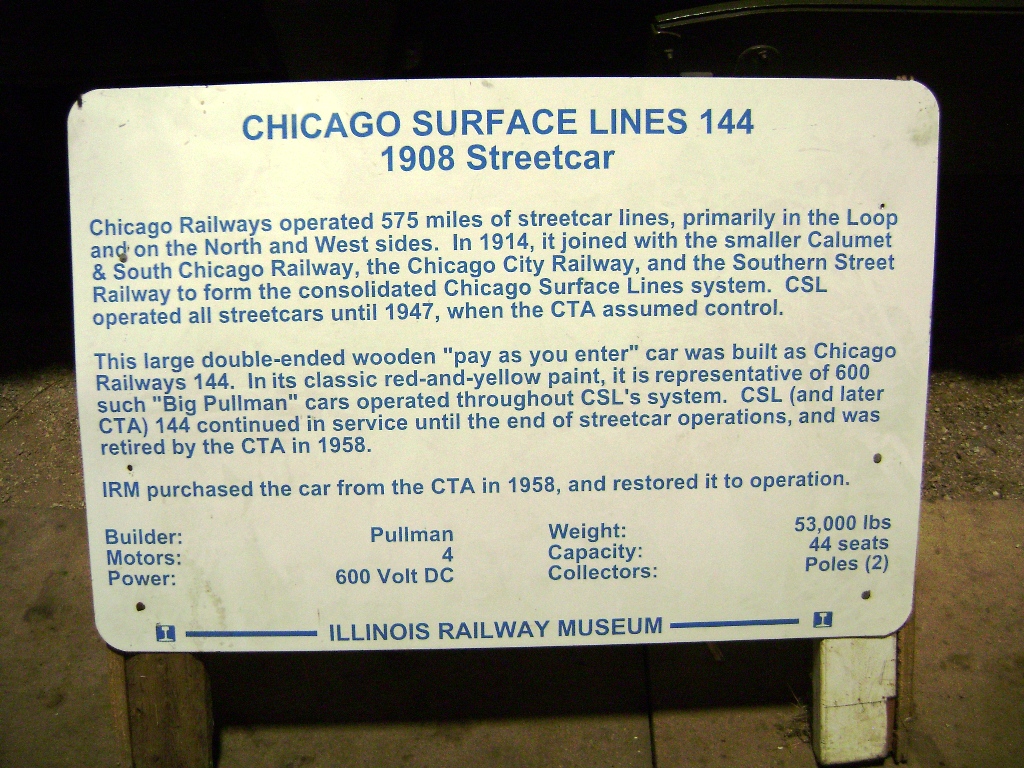 CHICAGO SURFACE LINES 144
1908 Streetcar
Chicago Railways operated 575 miles of streetcar lines, primarily in the Loop
and on the North and West sides. In 1914, it joined with the smaller Calumet
& South Chicago Railway, the Chicago City Railway, and the Southern Street
Railway to form the consolidated Chicago Surface Lines system. CSL
operated all streetcars until 1947, when the CTA assumed control.
This large double-ended wooden "pay as you enter" car was built as Chicago
Railways 144. In its classic red-and-yellow paint, it is representative of 600
such "Big Pullman" cars operated throughout CSL's system. CSL (and later
CTA) 144 continued in service until the end of streetcar operations, and was
retired by the CTA in 1958.
IRM purchased the car from the CTA in 1958, and restored it to operation.
Builder: Pullman Weight: 53,000 lbs
Motors: 4 Capacity: 44 seats
Power: 600 Volt DC Collectors: Poles (2)
I ILLINOIS RAILWAY MUSEUM I